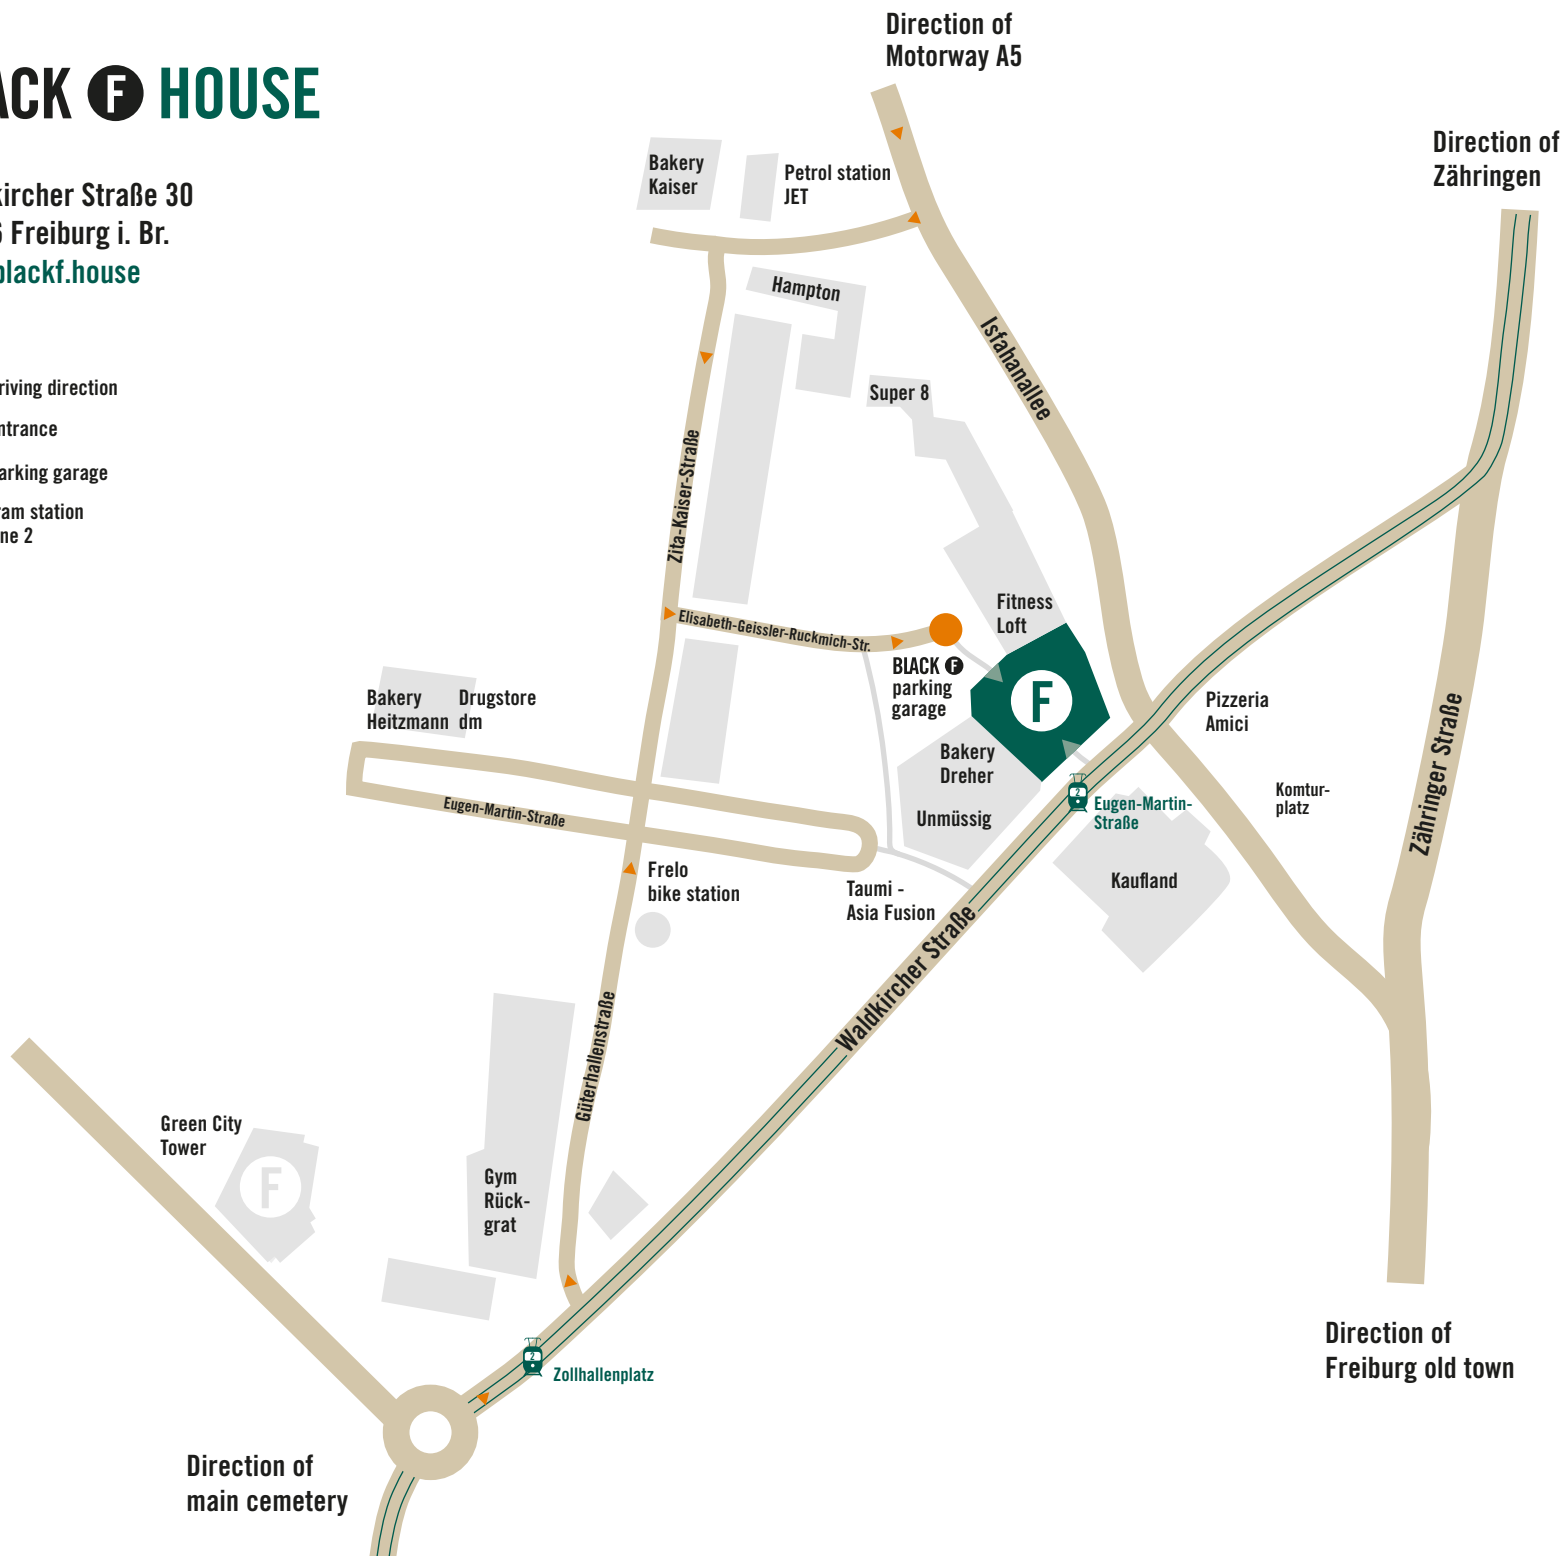 ACK F HOUSE
kircher Straße 30
6 Freiburg i. Br.
blackf.house
riving direction
ntrance
arking garage
ram station
ne 2
Direction of
Motorway A5
Direction of
Zähringen
Bakery
Kaiser
Petrol station
JET
Hampton
Super 8
Isfahanallee
Zita-Kaiser-Straße
Elisabeth-Geissler-Ruckmich-Str.
Fitness
Loft
BLACK F
parking
garage
F
Bakery
Heitzmann
Drugstore
dm
Bakery
Dreher
Unmüssig
Pizzeria
Amici
Zähringer Straße
Komtur-
platz
2
Eugen-Martin-
Straße
Eugen-Martin-Straße
Kaufland
Frelo
bike station
Taumi -
Asia Fusion
Waldkircher Straße
Güterhallenstraße
Green City
Tower
F
Gym
Rück-
grat
2
Zollhallenplatz
Direction of
Freiburg old town
Direction of
main cemetery